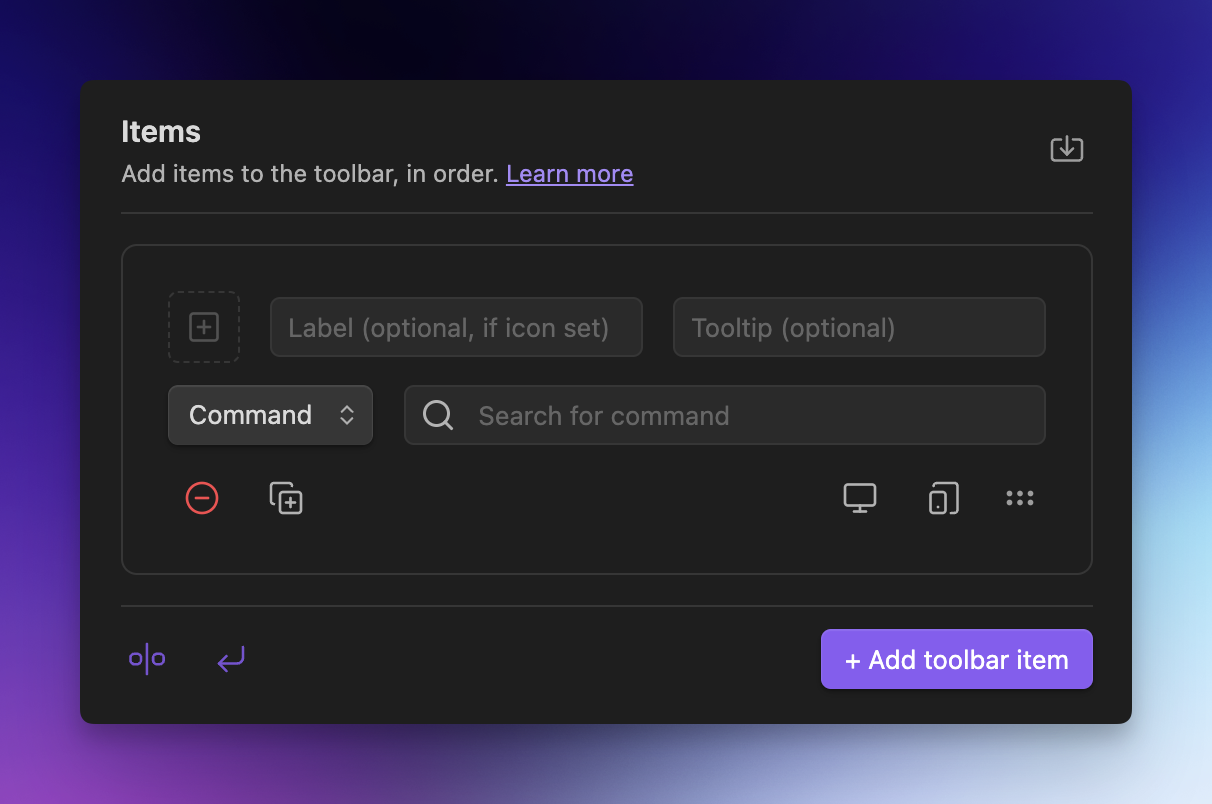 Items
Add items to the toolbar, in order. Learn more
Label (optional, if icon set)
Tooltip (optional)
Command
Search for command
+ Add toolbar item